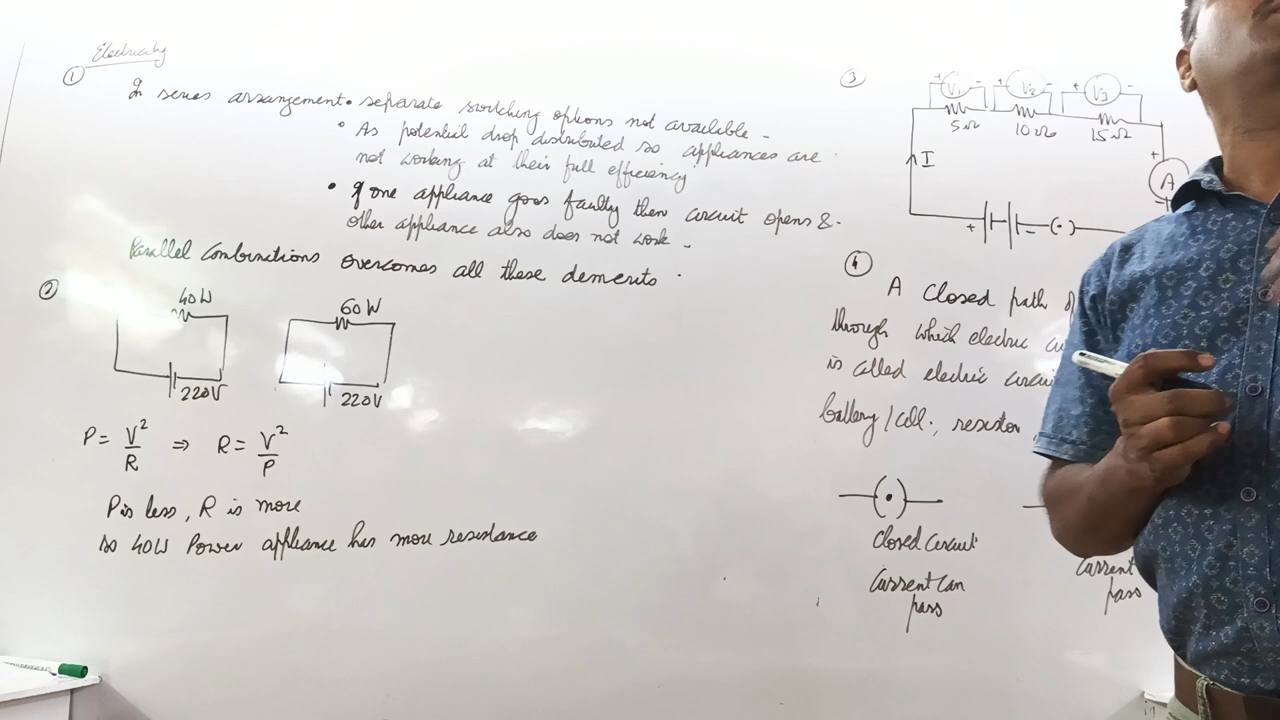 Electricity
①
In series arrangement • separate switching options not available -
• As potential drop distributed so appliances are
not working at their full efficiency
• If one appliance goes faulty then circuit opens &
other appliance also does not work -
Parallel Combinations overcomes all these demerits .
②
40W
220V
60W
220V
P = V²/R ⇒ R = V²/P
P is less, R is more
so 40W Power appliance has more resistance
③
+ V₁ - + V₂ - + V₃ -
5Ω 10Ω 15Ω
I
+
A
+ - (·)
④
A closed path of
through which electric
is called electric
battery / cell, resistor
(·)
closed circuit
Current can
pass
Current
pass